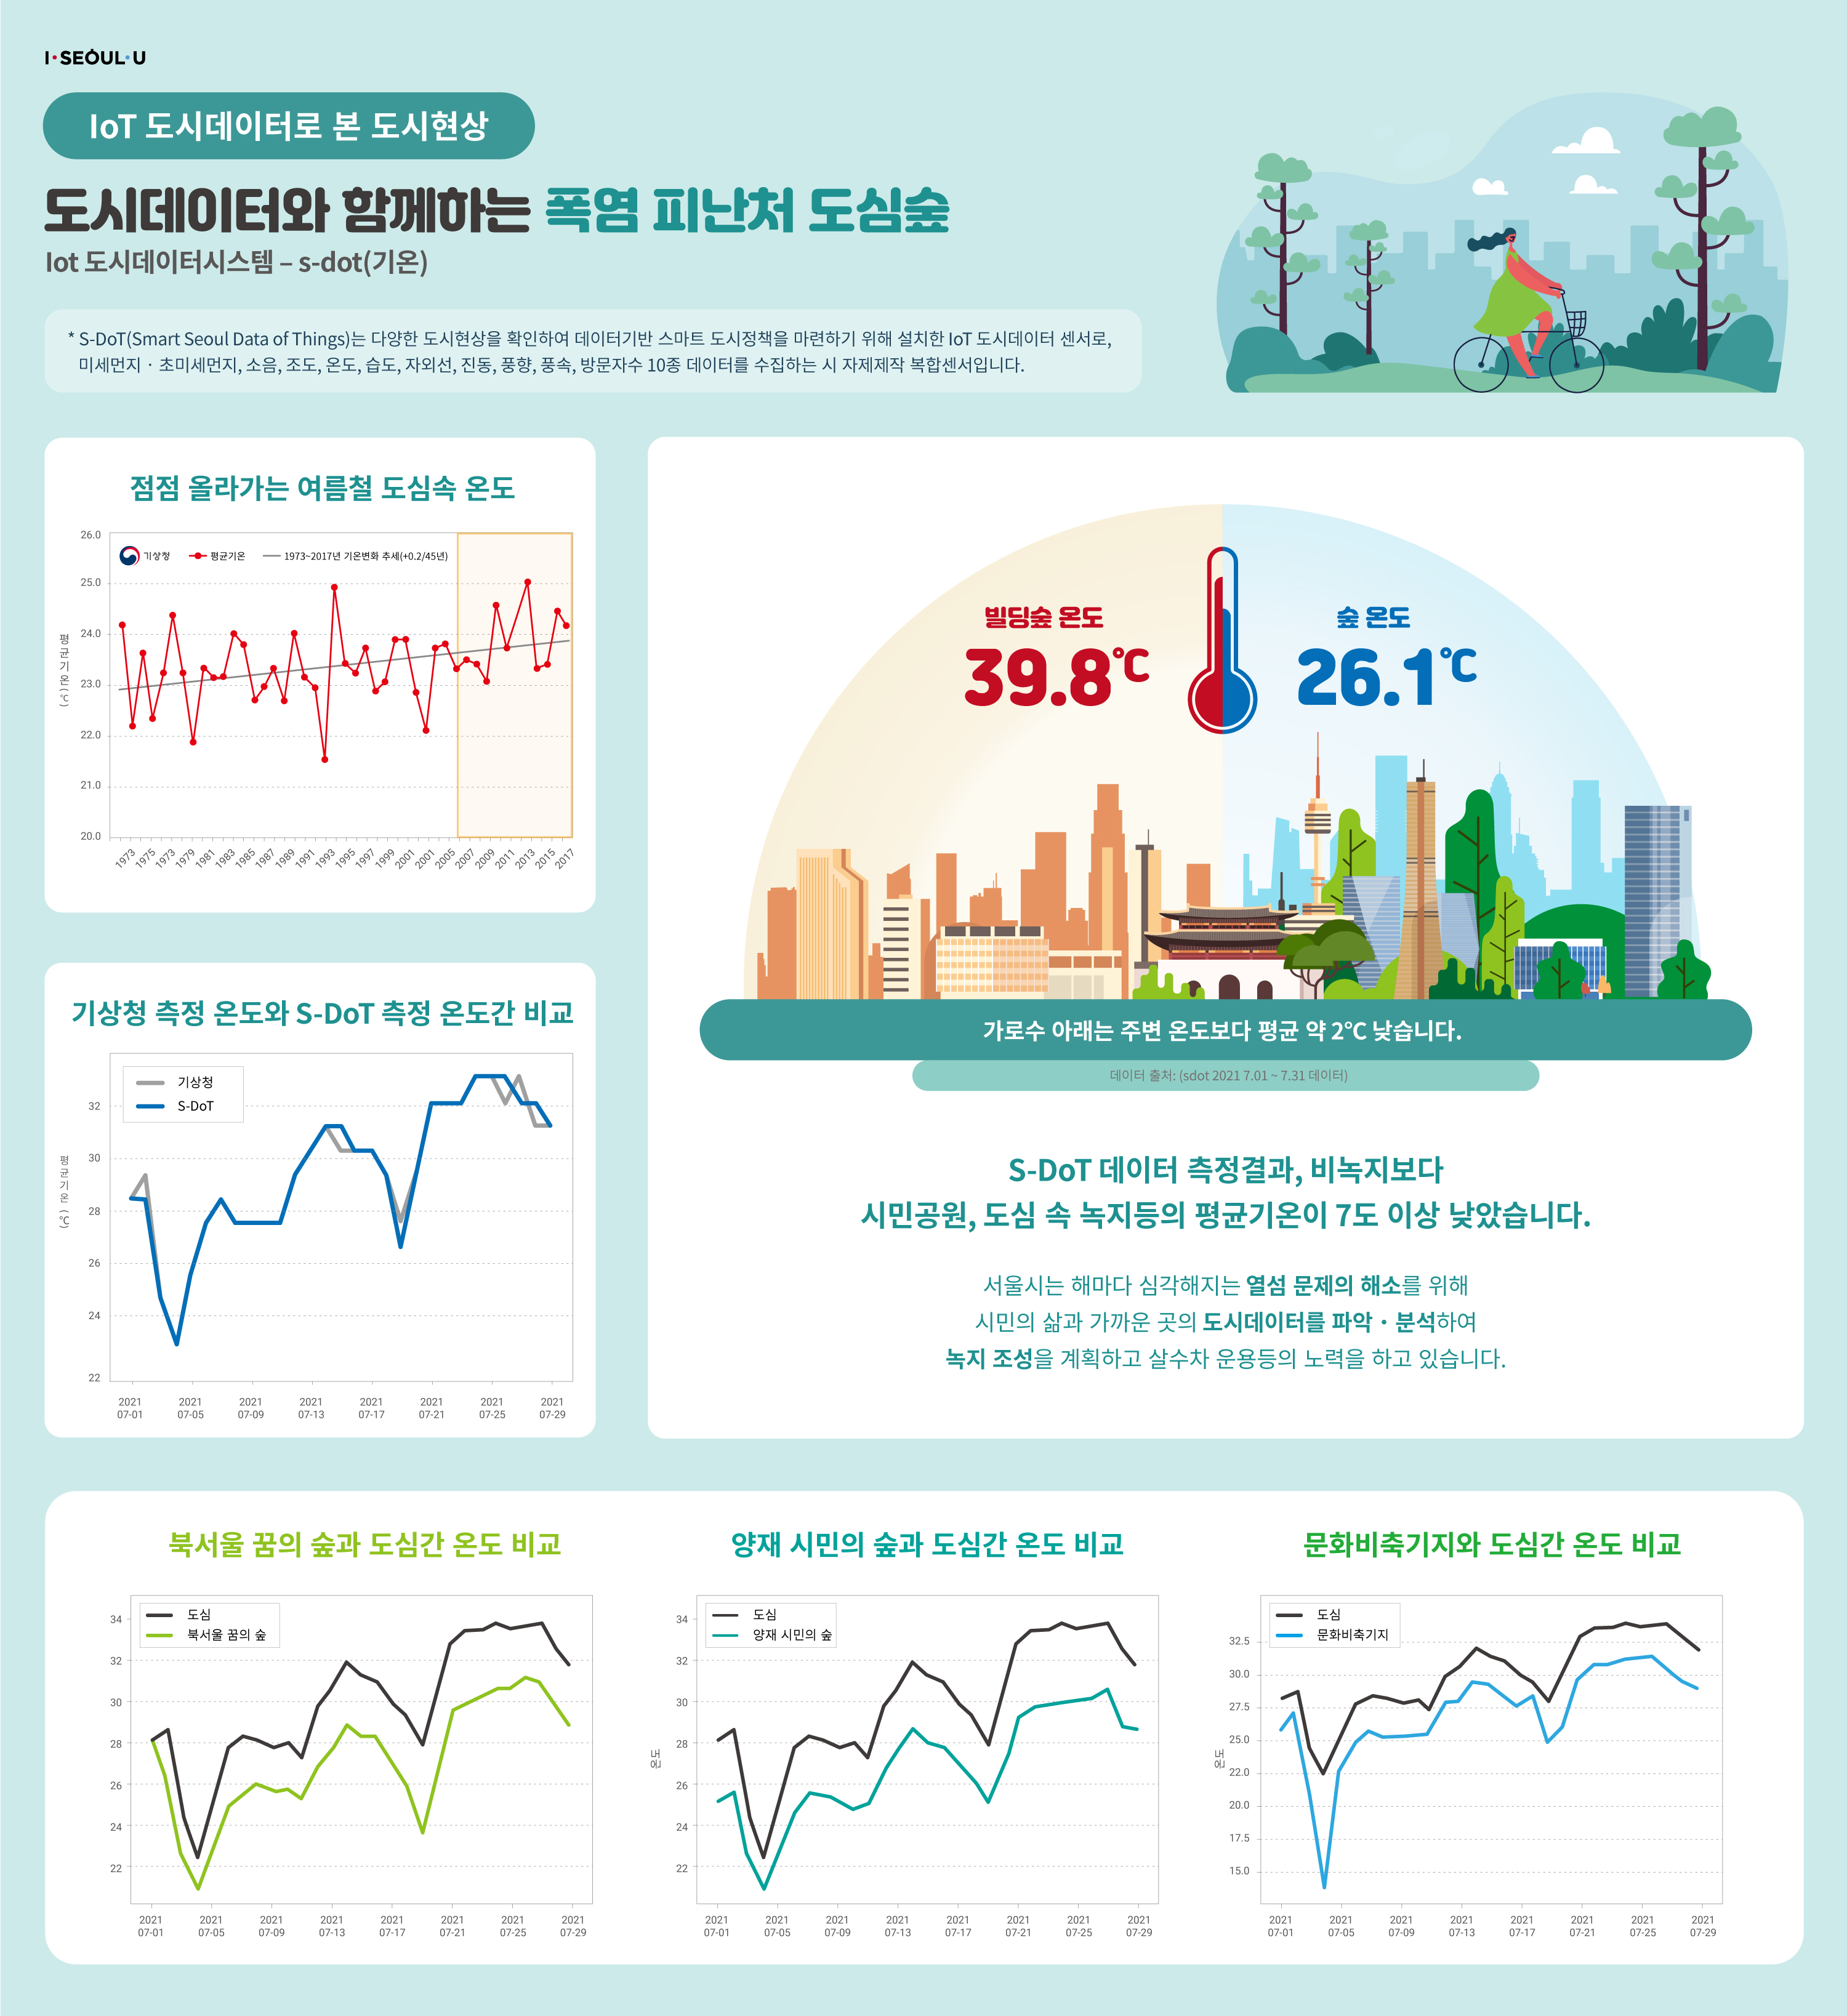 I·SEOUL·U
IoT 도시데이터로 본 도시현상
도시데이터와 함께하는 폭염 피난처 도심숲
Iot 도시데이터시스템 – s-dot(기온)
* S-DoT(Smart Seoul Data of Things)는 다양한 도시현상을 확인하여 데이터기반 스마트 도시정책을 마련하기 위해 설치한 IoT 도시데이터 센서로,
미세먼지 · 초미세먼지, 소음, 조도, 온도, 습도, 자외선, 진동, 풍향, 풍속, 방문자수 10종 데이터를 수집하는 시 자체제작 복합센서입니다.
점점 올라가는 여름철 도심속 온도
기상청 평균기온 1973~2017년 기온변화 추세(+0.2/45년)
평균기온(℃)
26.0
25.0
24.0
23.0
22.0
21.0
20.0
1973 1975 1973 1979 1981 1983 1985 1987 1989 1991 1993 1995 1997 1999 2001 2001 2005 2007 2009 2011 2013 2015 2017
빌딩숲 온도
39.8℃
숲 온도
26.1℃
가로수 아래는 주변 온도보다 평균 약 2℃ 낮습니다.
데이터 출처: (sdot 2021 7.01 ~ 7.31 데이터)
S-DoT 데이터 측정결과, 비녹지보다
시민공원, 도심 속 녹지등의 평균기온이 7도 이상 낮았습니다.
서울시는 해마다 심각해지는 열섬 문제의 해소를 위해
시민의 삶과 가까운 곳의 도시데이터를 파악 · 분석하여
녹지 조성을 계획하고 살수차 운용등의 노력을 하고 있습니다.
기상청 측정 온도와 S-DoT 측정 온도간 비교
기상청
S-DoT
평균기온 (℃)
32
30
28
26
24
22
2021 2021 2021 2021 2021 2021 2021 2021
07-01 07-05 07-09 07-13 07-17 07-21 07-25 07-29
북서울 꿈의 숲과 도심간 온도 비교
도심
북서울 꿈의 숲
34
32
30
28
26
24
22
2021 2021 2021 2021 2021 2021 2021 2021
07-01 07-05 07-09 07-13 07-17 07-21 07-25 07-29
양재 시민의 숲과 도심간 온도 비교
도심
양재 시민의 숲
온도
34
32
30
28
26
24
22
2021 2021 2021 2021 2021 2021 2021 2021
07-01 07-05 07-09 07-13 07-17 07-21 07-25 07-29
문화비축기지와 도심간 온도 비교
도심
문화비축기지
온도
32.5
30.0
27.5
25.0
22.0
20.0
17.5
15.0
2021 2021 2021 2021 2021 2021 2021 2021
07-01 07-05 07-09 07-13 07-17 07-21 07-25 07-29